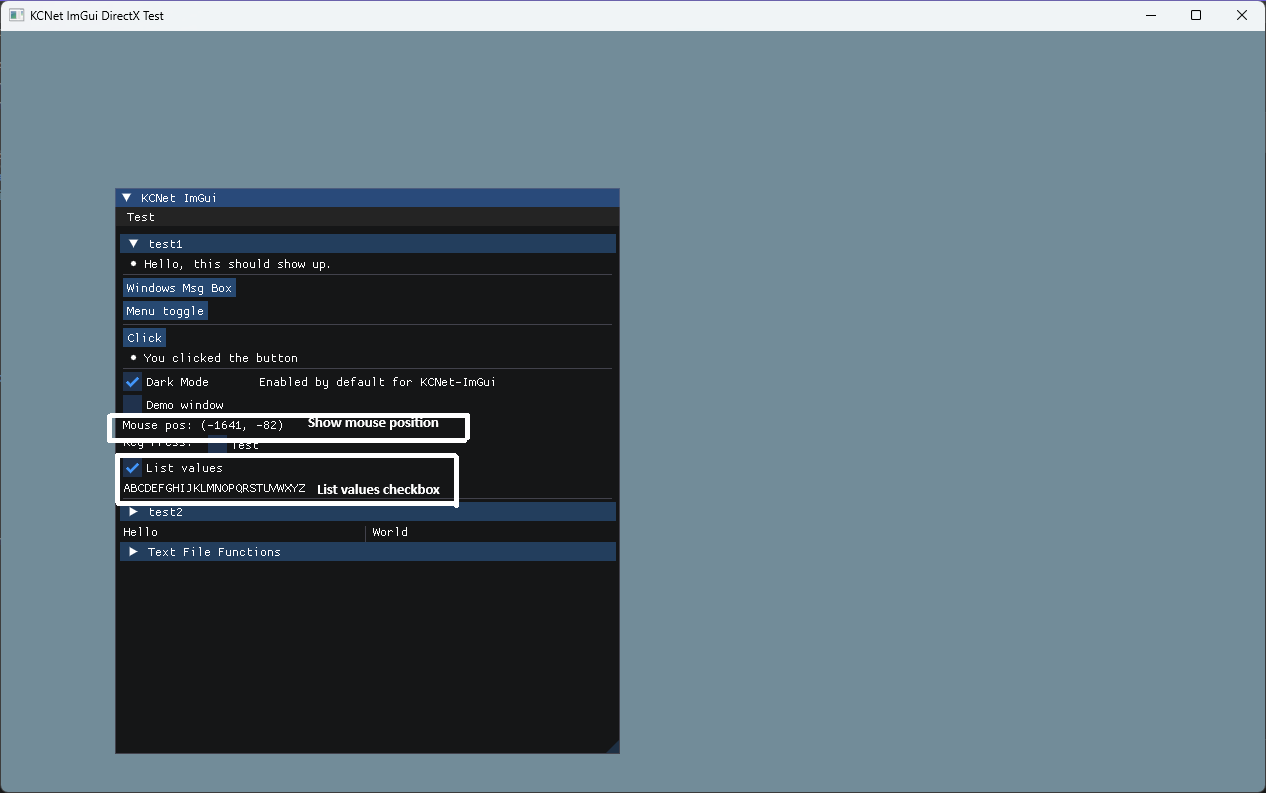 KCNet ImGui DirectX Test
KCNet ImGui
Test
test1
Hello, this should show up.
Windows Msg Box
Menu toggle
Click
You clicked the button
Dark Mode Enabled by default for KCNet-ImGui
Demo window
Mouse pos: (-1641, -82) Show mouse position
Key Press: Test
List values
ABCDEFGHIJKLMNOPQRSTUVWXYZ List values checkbox
test2
Hello World
Text File Functions